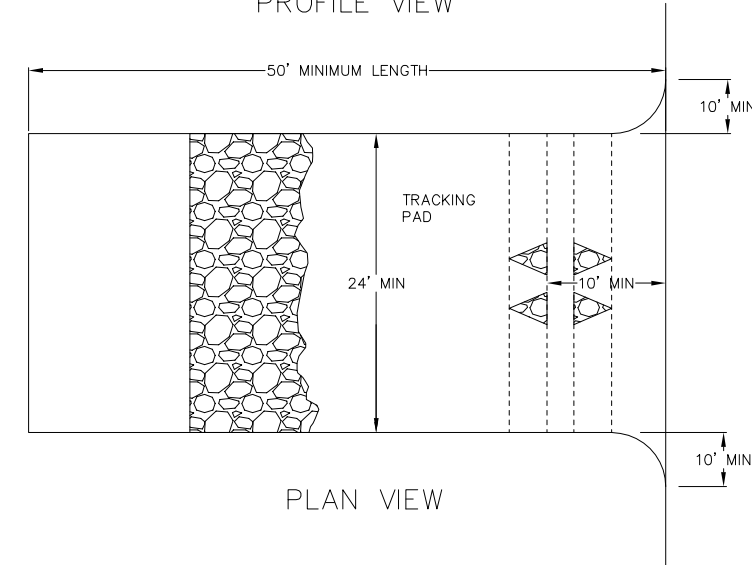 PROFILE VIEW
50' MINIMUM LENGTH
10' MIN
TRACKING
PAD
24' MIN
10' MIN
10' MIN
PLAN VIEW